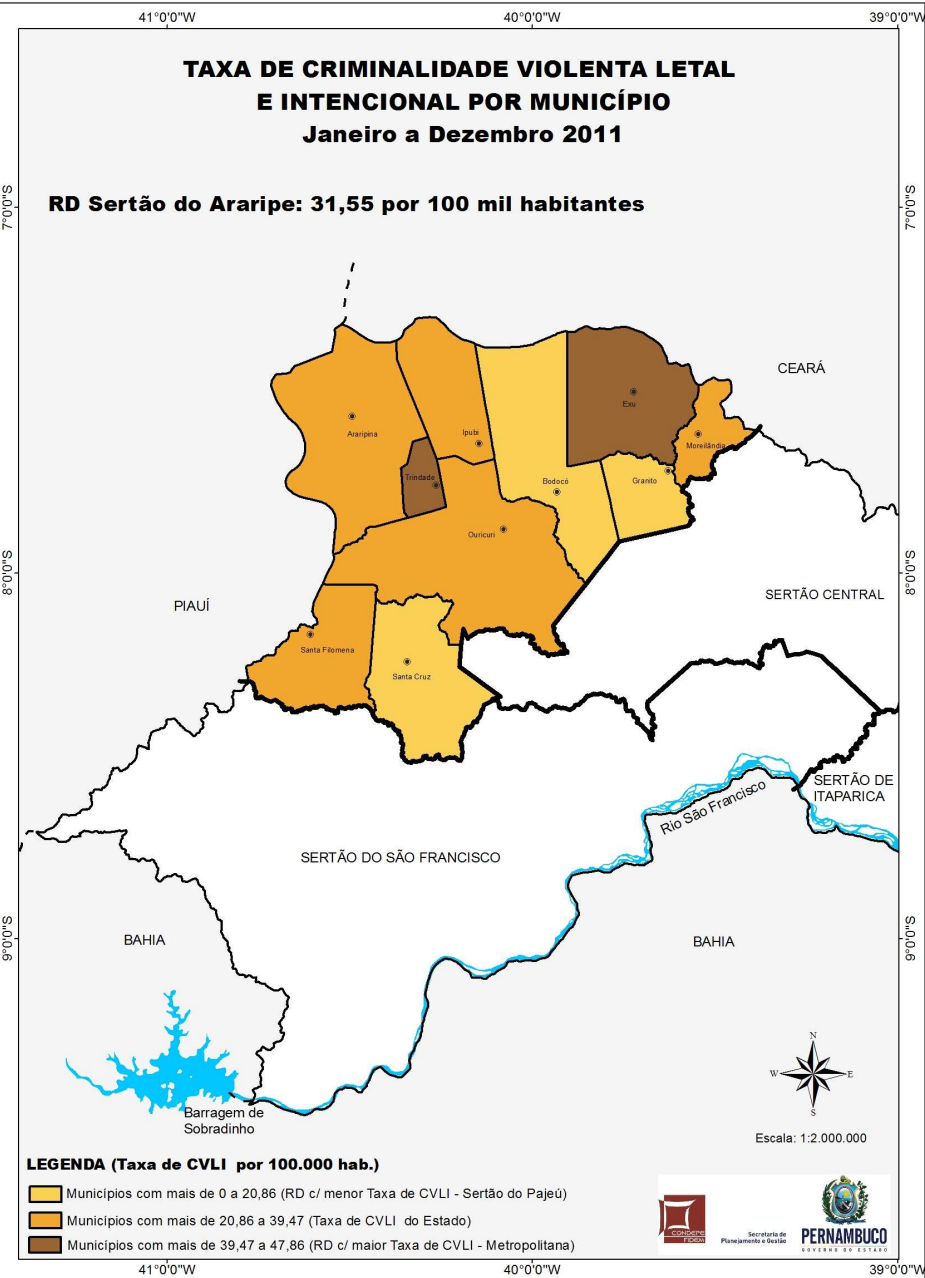 41°0'0"W 40°0'0"W 39°0'0"W
TAXA DE CRIMINALIDADE VIOLENTA LETAL
E INTENCIONAL POR MUNICÍPIO
Janeiro a Dezembro 2011
RD Sertão do Araripe: 31,55 por 100 mil habitantes
7°0'0"S 7°0'0"S
CEARÁ
Exu
Araripina
Ipubi
Moreilândia
Trindade
Bodocó
Granito
Ouricuri
8°0'0"S 8°0'0"S
PIAUÍ
SERTÃO CENTRAL
Santa Filomena
Santa Cruz
SERTÃO DE
ITAPARICA
Rio São Francisco
SERTÃO DO SÃO FRANCISCO
9°0'0"S 9°0'0"S
BAHIA
BAHIA
N
W E
S
Barragem de
Sobradinho
Escala: 1:2.000.000
LEGENDA (Taxa de CVLI por 100.000 hab.)
Municípios com mais de 0 a 20,86 (RD c/ menor Taxa de CVLI - Sertão do Pajeú)
Municípios com mais de 20,86 a 39,47 (Taxa de CVLI do Estado)
Municípios com mais de 39,47 a 47,86 (RD c/ maior Taxa de CVLI - Metropolitana)
CONDEPE
FIDEM
Secretaria de
Planejamento e Gestão
PERNAMBUCO
GOVERNO DO ESTADO
41°0'0"W 40°0'0"W 39°0'0"W